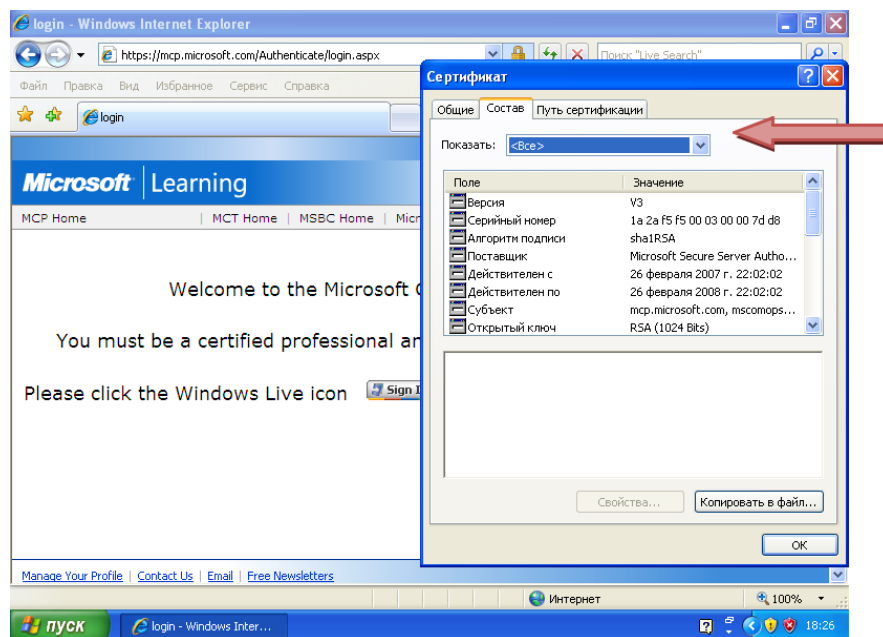 login - Windows Internet Explorer
https://mcp.microsoft.com/Authenticate/login.aspx
Поиск "Live Search"
Файл Правка Вид Избранное Сервис Справка
login
Microsoft Learning
MCP Home | MCT Home | MSBC Home | Micr
Welcome to the Microsoft
You must be a certified professional an
Please click the Windows Live icon Sign I
Manage Your Profile | Contact Us | Email | Free Newsletters
Сертификат
Общие Состав Путь сертификации
Показать: <Все>
Поле Значение
Версия V3
Серийный номер 1a 2a f5 f5 00 03 00 00 7d d8
Алгоритм подписи sha1RSA
Поставщик Microsoft Secure Server Autho...
Действителен с 26 февраля 2007 г. 22:02:02
Действителен по 26 февраля 2008 г. 22:02:02
Субъект mcp.microsoft.com, mscomops...
Открытый ключ RSA (1024 Bits)
Свойства... Копировать в файл...
ОК
Интернет 100%
пуск login - Windows Inter... 18:26